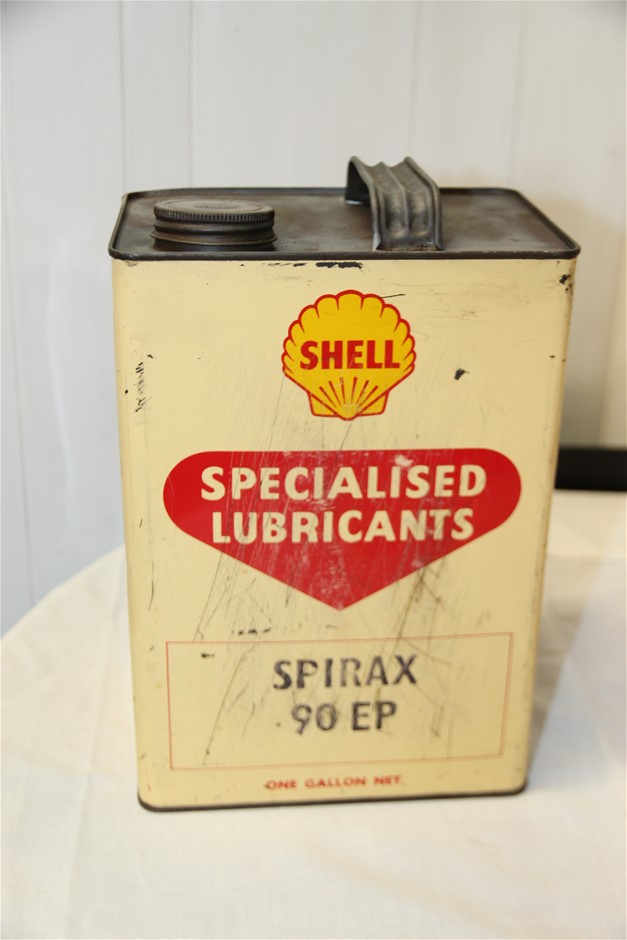 SHELL
SPECIALISED
LUBRICANTS
SPIRAX
90 EP
ONE GALLON NET.